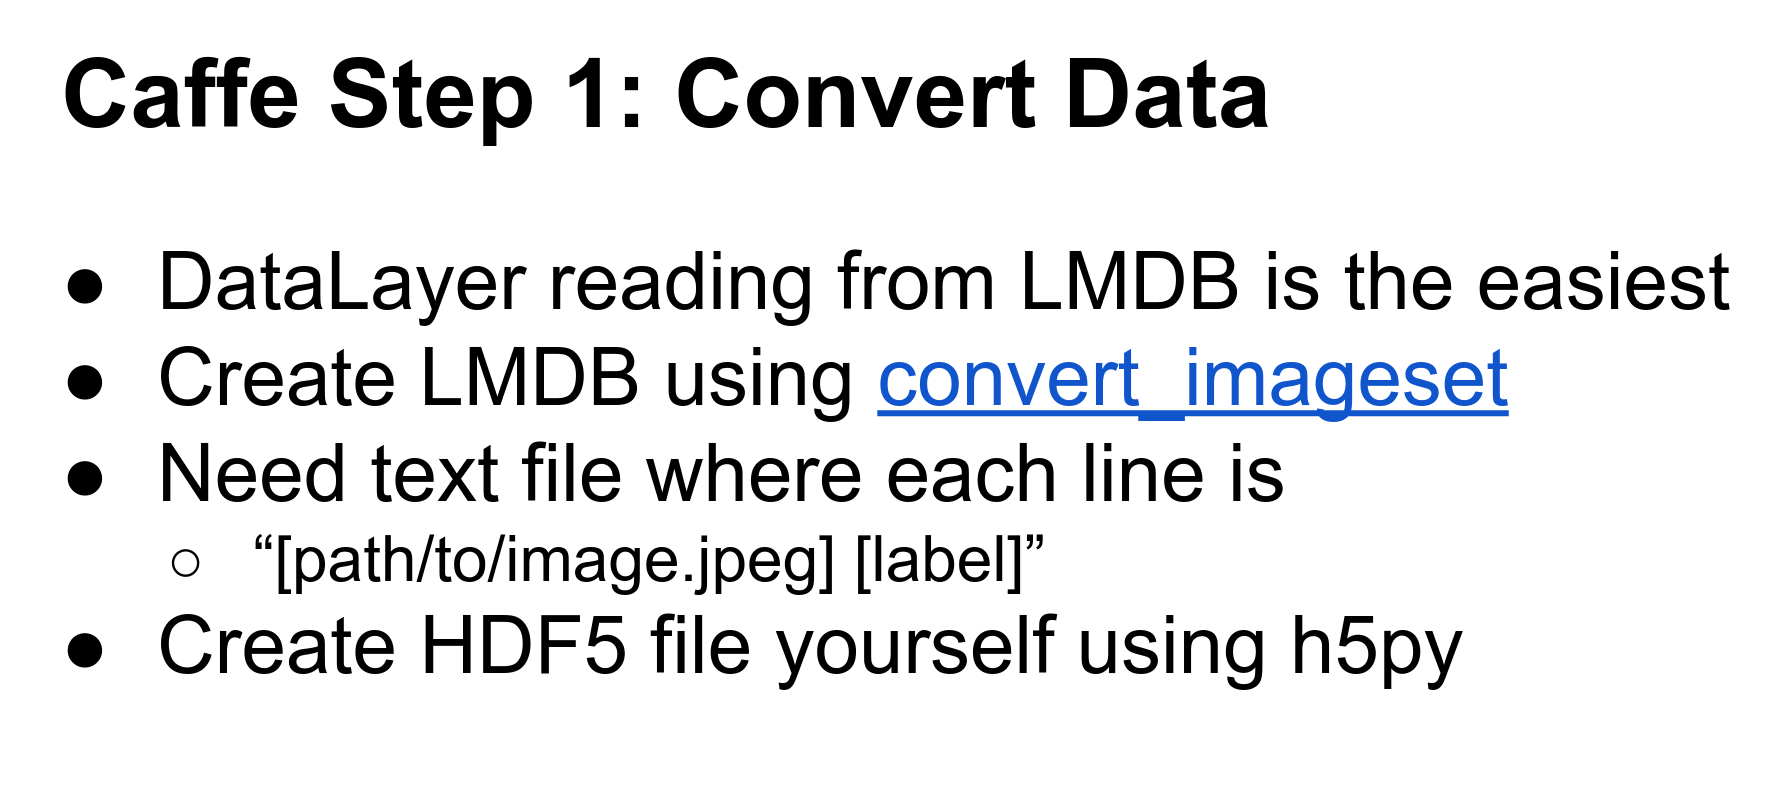 Caffe Step 1: Convert Data
● DataLayer reading from LMDB is the easiest
● Create LMDB using convert_imageset
● Need text file where each line is
○ “[path/to/image.jpeg] [label]”
● Create HDF5 file yourself using h5py